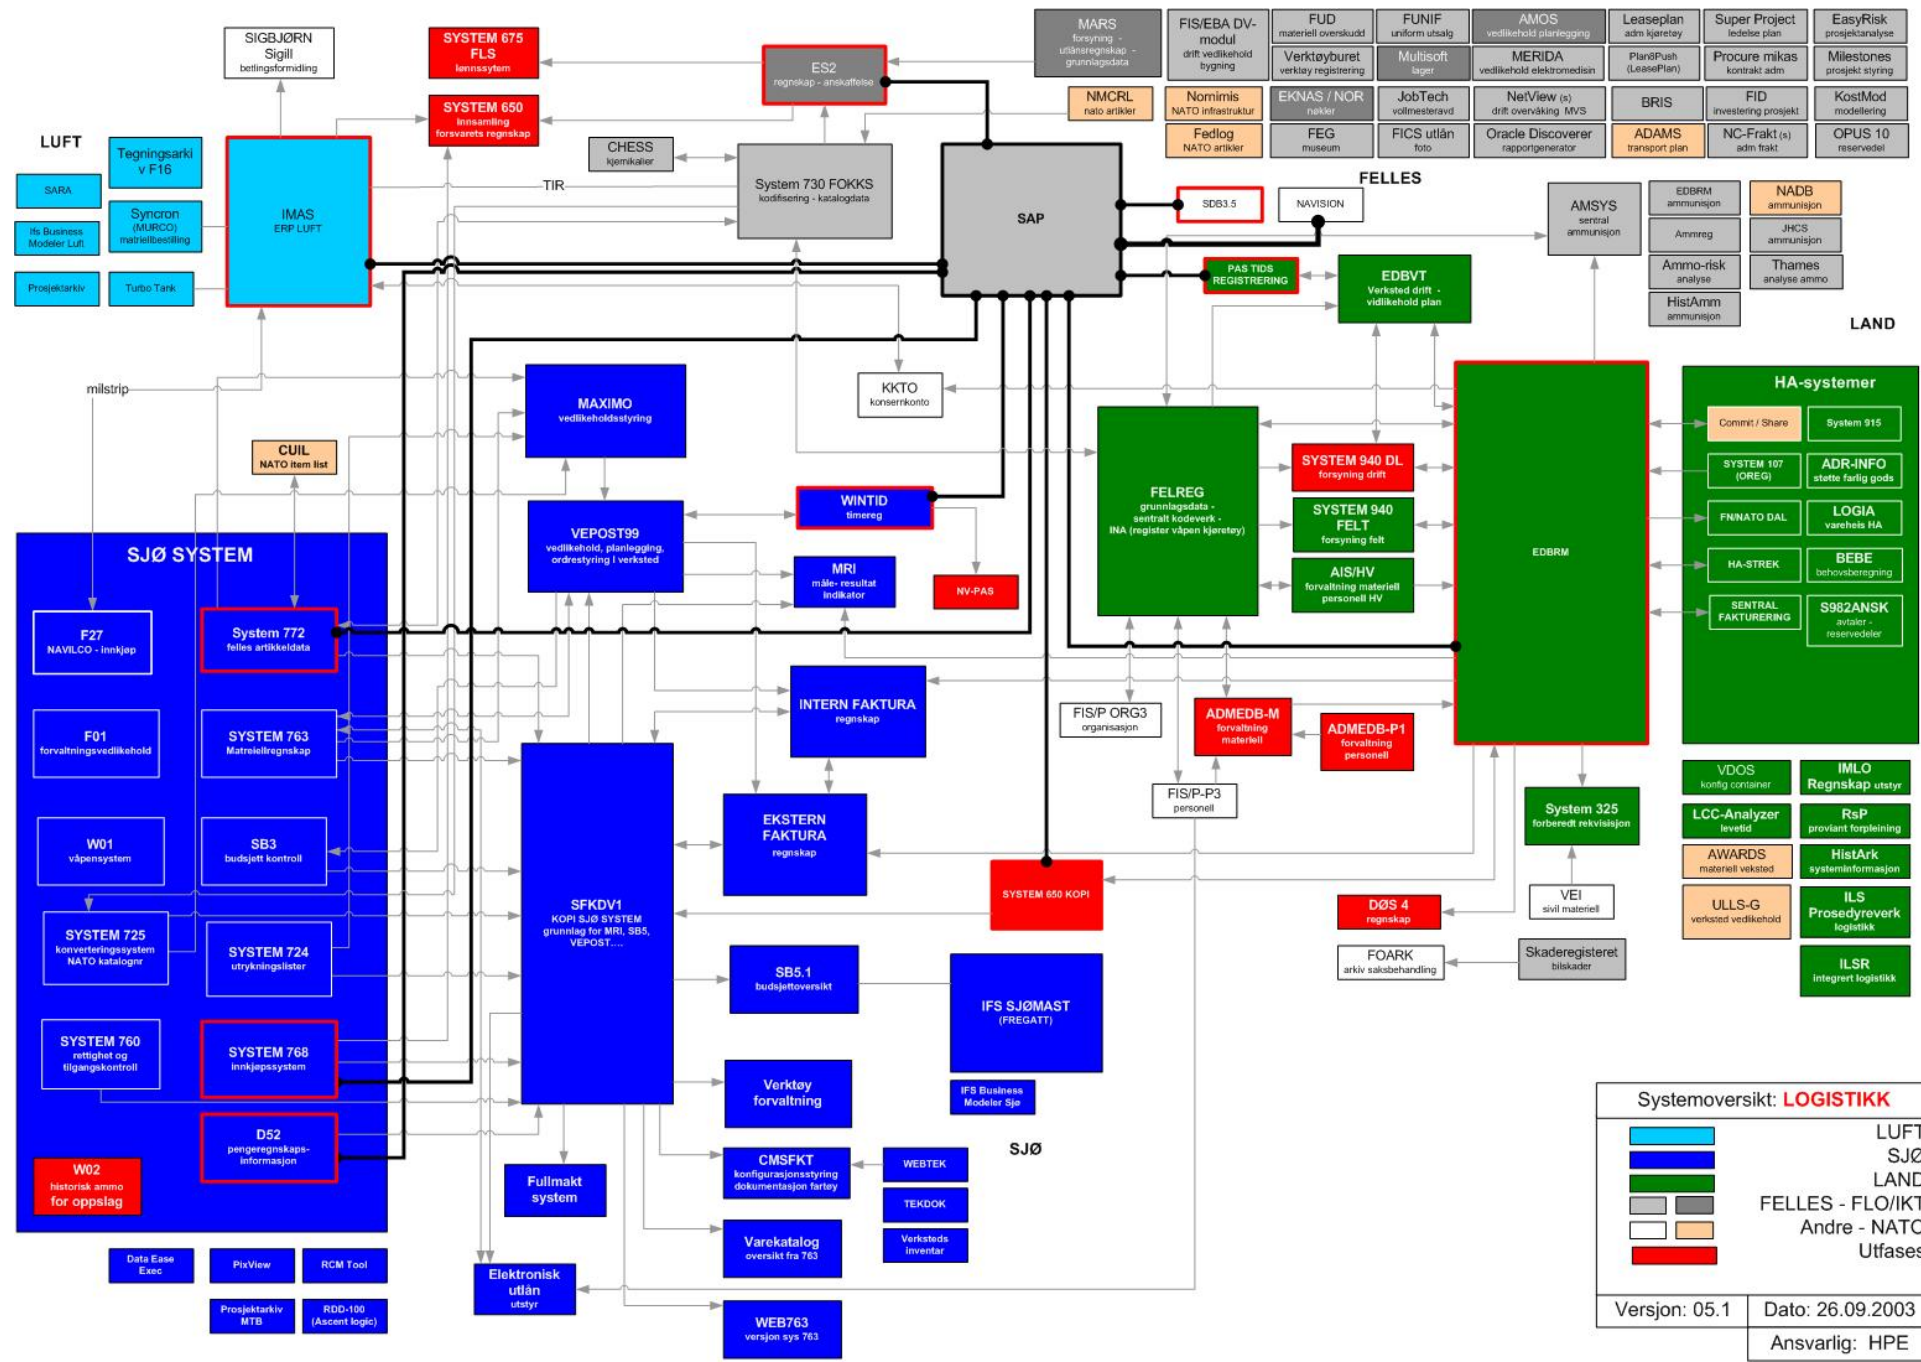 SIGBJØRN
Sigill
betlingsformidling
SYSTEM 675
FLS
lønnssytem
SYSTEM 650
Innsamling
forsvarets regnskap
ES2
regnskap - anskaffelse
MARS
forsyning -
utlånsregnskap -
grunnlagsdata
NMCRL
nato artikler
FIS/EBA DV-
modul
drift vedlikehold
bygning
FUD
materiell overskudd
FUNIF
uniform utsalg
AMOS
vedlikehold planlegging
Leaseplan
adm kjøretøy
Super Project
ledelse plan
EasyRisk
prosjektanalyse
Verktøyburet
verktøy registrering
Multisoft
lager
MERIDA
vedlikehold elektromedisin
Plan8Push
(LeasePlan)
Procure mikas
kontrakt adm
Milestones
prosjekt styring
Nomimis
NATO infrastruktur
EKNAS / NOR
nøkler
JobTech
vollmesteravd
NetView (s)
drift overvåking MVS
BRIS
FID
investering prosjekt
KostMod
modellering
Fedlog
NATO artikler
FEG
museum
FICS utlån
foto
Oracle Discoverer
rapportgenerator
ADAMS
transport plan
NC-Frakt (s)
adm frakt
OPUS 10
reservedel
LUFT
Tegningsarki
v F16
SARA
Syncron
(MURCO)
matriellbestilling
Ifs Business
Modeler Luft
Prosjektarkiv
Turbo Tank
IMAS
ERP LUFT
TIR
CHESS
kjemikalier
System 730 FOKKS
kodifisering - katalogdata
SAP
FELLES
SDB3.5
NAVISION
PAS TIDS
REGISTRERING
EDBVT
Verksted drift -
vidlikehold plan
AMSYS
sentral
ammunisjon
EDBRM
ammunisjon
NADB
ammunisjon
Ammreg
JHCS
ammunisjon
Ammo-risk
analyse
Thames
analyse ammo
HistAmm
ammunisjon
LAND
milstrip
MAXIMO
vedlikeholdsstyring
KKTO
konsernkonto
CUIL
NATO item list
VEPOST99
vedlikehold, planlegging,
ordrestyring I verksted
WINTID
timereg
MRI
måle- resultat
indikator
NV-PAS
FELREG
grunnlagsdata -
sentralt kodeverk -
INA (register våpen kjøretøy)
SYSTEM 940 DL
forsyning drift
SYSTEM 940
FELT
forsyning felt
AIS/HV
forvaltning materiell
personell HV
EDBRM
HA-systemer
Commit / Share
System 915
SYSTEM 107
(OREG)
ADR-INFO
støtte farlig gods
FN/NATO DAL
LOGIA
vareheis HA
HA-STREK
BEBE
behovsberegning
SENTRAL
FAKTURERING
S982ANSK
avtaler -
reservedeler
SJØ SYSTEM
F27
NAVILCO - innkjøp
System 772
felles artikkeldata
F01
forvaltningsvedlikehold
SYSTEM 763
Matreiellregnskap
W01
våpensystem
SB3
budsjett kontroll
SYSTEM 725
konverteringssystem
NATO katalognr
SYSTEM 724
utrykningslister
SYSTEM 760
rettighet og
tilgangskontroll
SYSTEM 768
innkjøpssystem
D52
pengeregnskaps-
informasjon
W02
historisk ammo
for oppslag
INTERN FAKTURA
regnskap
EKSTERN
FAKTURA
regnskap
SFKDV1
KOPI SJØ SYSTEM
grunnlag for MRI, SB5,
VEPOST....
SYSTEM 650 KOPI
FIS/P ORG3
organisasjon
ADMEDB-M
forvaltning
materiell
ADMEDB-P1
forvaltning
personell
FIS/P-P3
personell
System 325
forberedt rekvisisjon
VEI
sivil materiell
DØS 4
regnskap
FOARK
arkiv saksbehandling
Skaderegisteret
bilskader
VDOS
konfig container
IMLO
Regnskap utstyr
LCC-Analyzer
levetid
RsP
proviant forpleining
AWARDS
materiell veksted
HistArk
systeminformasjon
ULLS-G
verksted vedlikehold
ILS
Prosedyreverk
logistikk
ILSR
integrert logistikk
SB5.1
budsjettoversikt
IFS SJØMAST
(FREGATT)
IFS Business
Modeler Sjø
Verktøy
forvaltning
SJØ
CMSFKT
konfigurasjonsstyring
dokumentasjon fartøy
WEBTEK
TEKDOK
Verksteds
inventar
Fullmakt
system
Varekatalog
oversikt fra 763
Elektronisk
utlån
utstyr
WEB763
versjon sys 763
Data Ease
Exec
PixView
RCM Tool
Prosjektarkiv
MTB
RDD-100
(Ascent logic)
Systemoversikt: LOGISTIKK
LUFT
SJØ
LAND
FELLES - FLO/IKT
Andre - NATO
Utfases
Versjon: 05.1
Dato: 26.09.2003
Ansvarlig: HPE